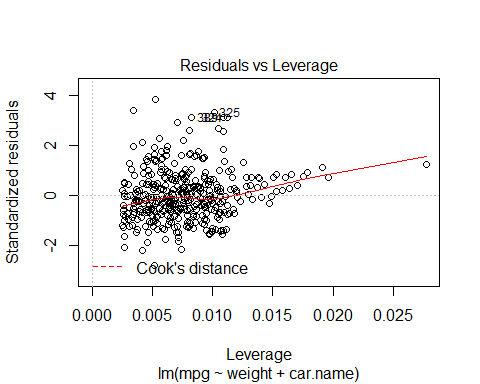 Residuals vs Leverage
Standardized residuals
4
2
0
-2
325
Cook's distance
0.000 0.005 0.010 0.015 0.020 0.025
Leverage
lm(mpg ~ weight + car.name)